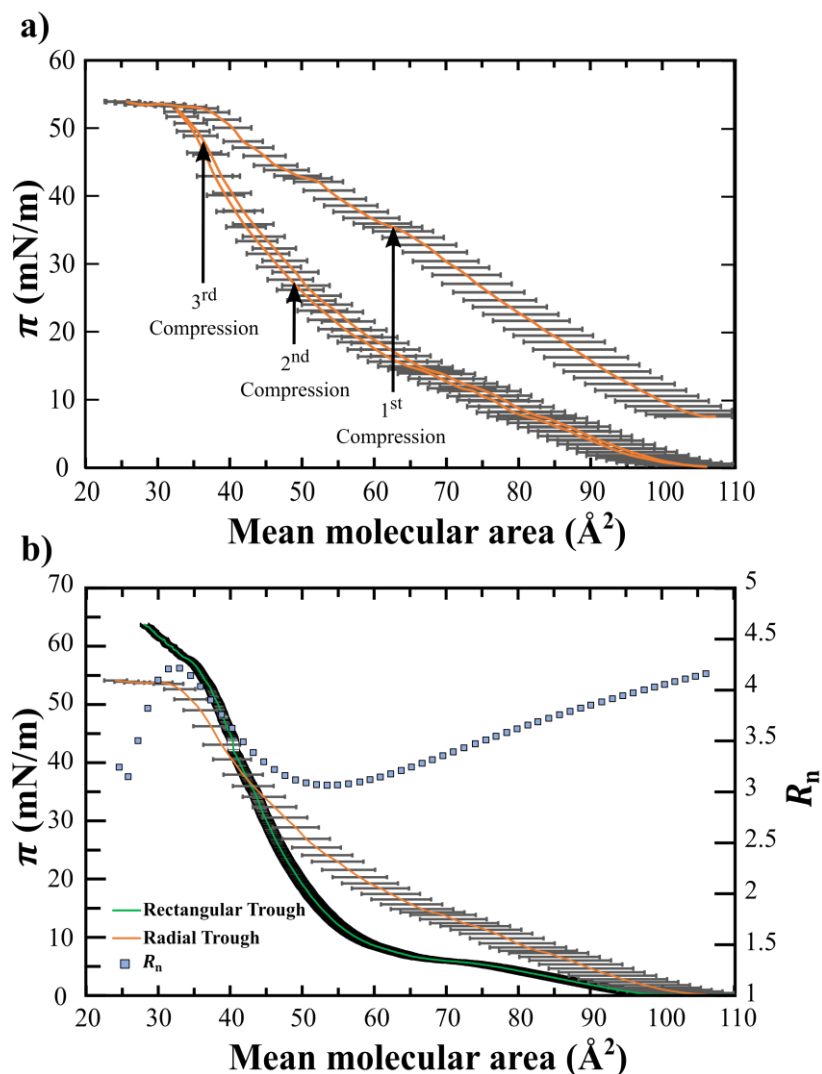 a)
60
50
40
30
20
10
0
π (mN/m)
3rd
Compression
2nd
Compression
1st
Compression
20 30 40 50 60 70 80 90 100 110
Mean molecular area (Å2)
b)
70
60
50
40
30
20
10
0
π (mN/m)
Rectangular Trough
Radial Trough
Rn
5
4.5
4
3.5
3
2.5
2
1.5
1
Rn
20 30 40 50 60 70 80 90 100 110
Mean molecular area (Å2)